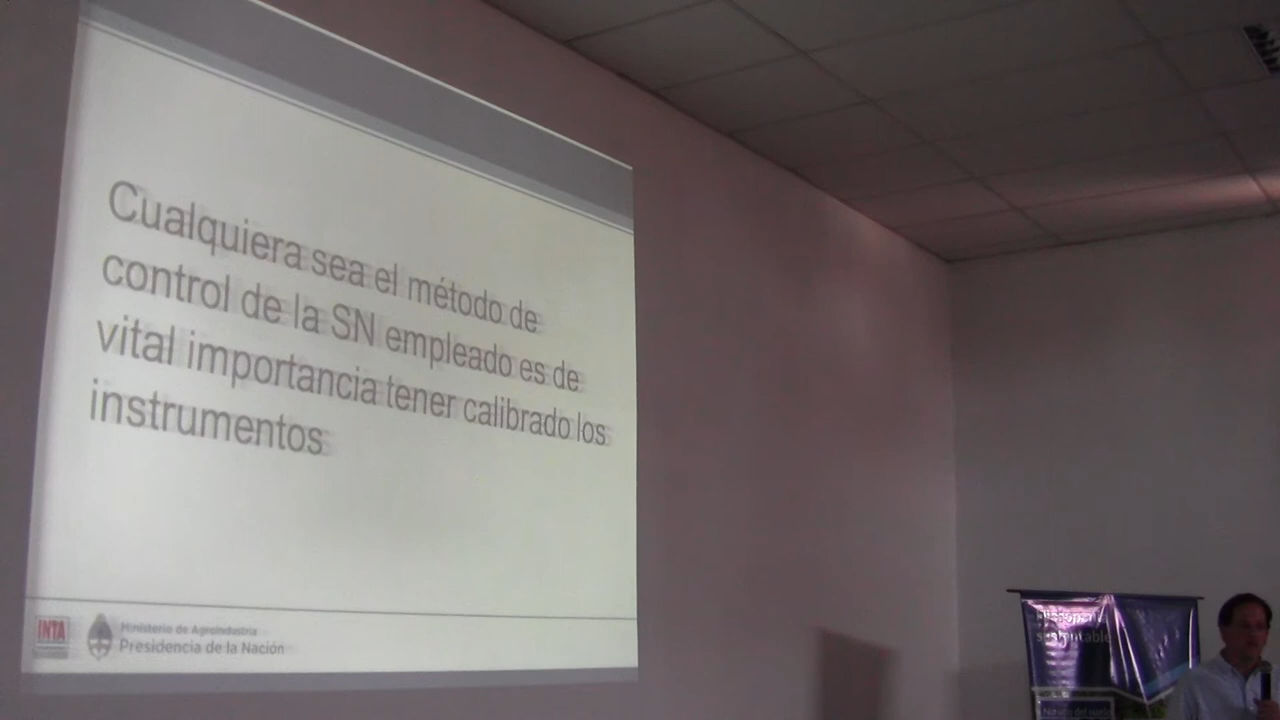 Cualquiera sea el método de
control de la SN empleado es de
vital importancia tener calibrado los
instrumentos
INTA
Ministerio de Agroindustria
Presidencia de la Nación
sustentable